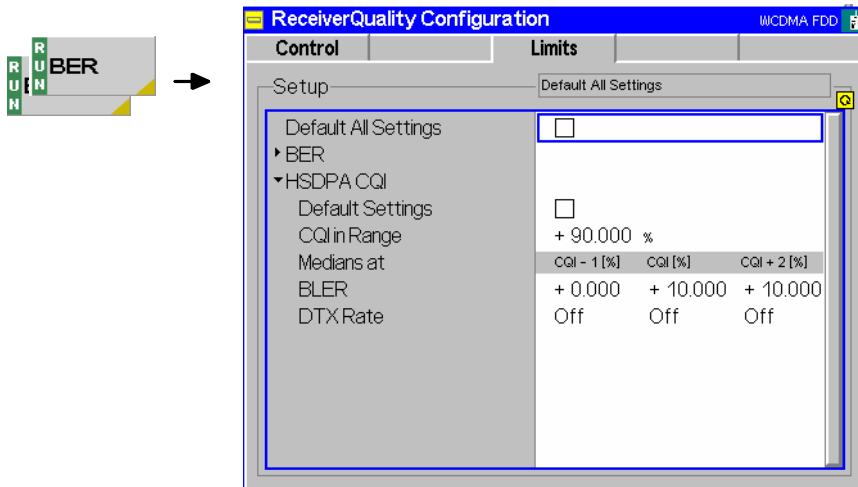 RUN BER
RUN
ReceiverQuality Configuration WCDMA FDD
Control Limits
Setup Default All Settings
Default All Settings
BER
HSDPA CQI
Default Settings
CQI in Range + 90.000 %
Medians at CQI - 1 [%] CQI [%] CQI + 2 [%]
BLER + 0.000 + 10.000 + 10.000
DTX Rate Off Off Off